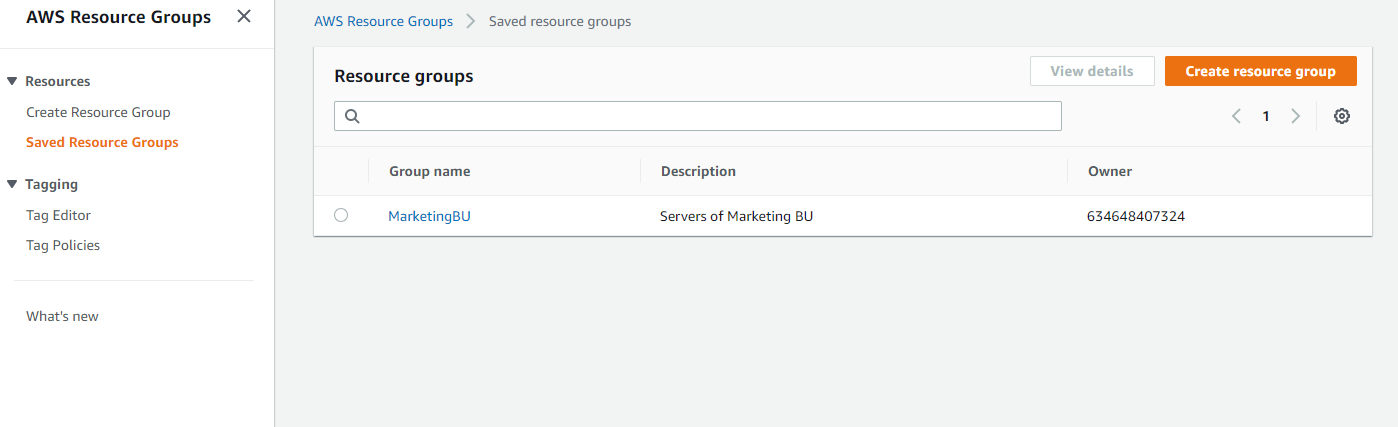 AWS Resource Groups
Resources
Create Resource Group
Saved Resource Groups
Tagging
Tag Editor
Tag Policies
What's new
AWS Resource Groups > Saved resource groups
Resource groups
View details
Create resource group
1
Group name Description Owner
MarketingBU Servers of Marketing BU 634648407324